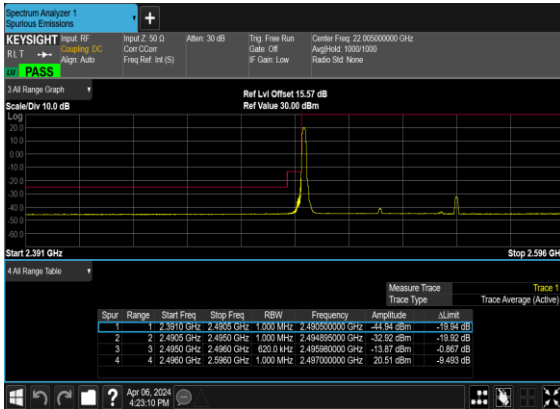 Spectrum Analyzer 1
Spurious Emissions
+
KEYSIGHT Input: RF Input Z: 50 Ω Atten: 30 dB Trig: Free Run Center Freq: 22.005000000 GHz
RLT Coupling: DC Corr CCorr Gate: Off Avg|Hold: 1000/1000
Align: Auto Freq Ref: Int (S) IF Gain: Low Radio Std: None
LXI PASS
3 All Range Graph
Ref Lvl Offset 15.57 dB
Scale/Div 10.0 dB Ref Value 30.00 dBm
Log
20.0
10.0
0.00
-10.0
-20.0
-30.0
-40.0
-50.0
-60.0
Start 2.391 GHz Stop 2.596 GH
4 All Range Table
Measure Trace Trace 1
Trace Type Trace Average (Active)
Spur Range Start Freq Stop Freq RBW Frequency Amplitude ΔLimit
1 1 2.3910 GHz 2.4905 GHz 1.000 MHz 2.490500000 GHz -44.94 dBm -19.94 dB
2 2 2.4905 GHz 2.4950 GHz 1.000 MHz 2.494895000 GHz -32.92 dBm -19.92 dB
3 3 2.4950 GHz 2.4960 GHz 620.0 kHz 2.495980000 GHz -13.87 dBm -0.867 dB
4 4 2.4960 GHz 2.5960 GHz 1.000 MHz 2.497000000 GHz 20.51 dBm -9.493 dB
? Apr 06, 2024
4:23:10 PM